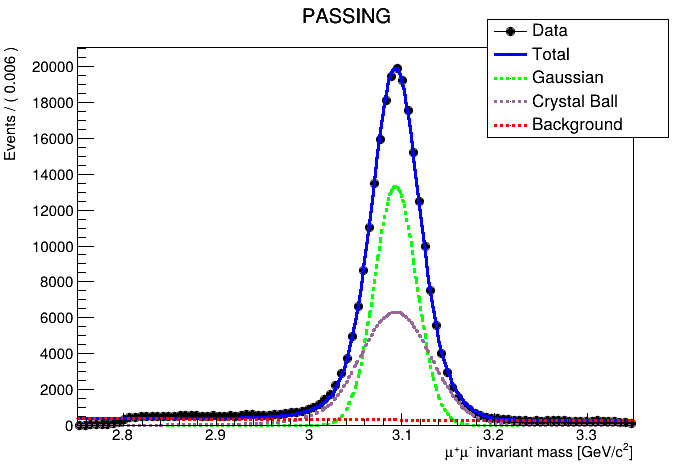 PASSING
Data
Total
Gaussian
Crystal Ball
Background
Events / ( 0.006 )
20000
18000
16000
14000
12000
10000
8000
6000
4000
2000
0
2.8 2.9 3 3.1 3.2 3.3
μ⁺μ⁻ invariant mass [GeV/c²]